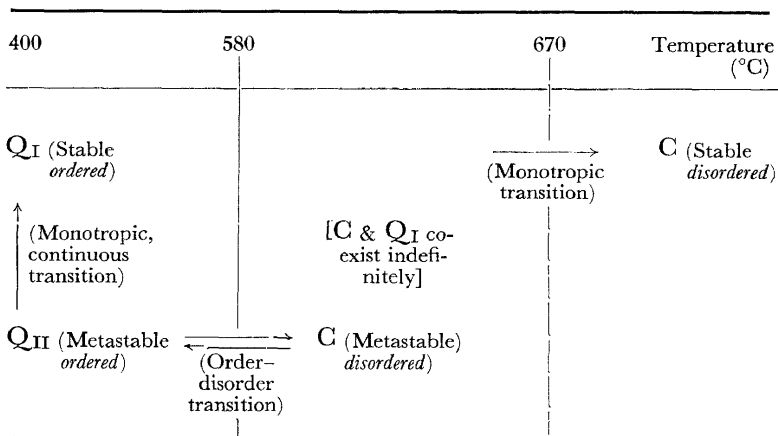 400 580 670 Temperature
(°C)
QI (Stable C (Stable
ordered) disordered)
(Monotropic
transition)
(Monotropic, [C & QI co-
continuous exist indefi-
transition) nitely]
QII (Metastable C (Metastable)
ordered) disordered)
(Order–
disorder
transition)